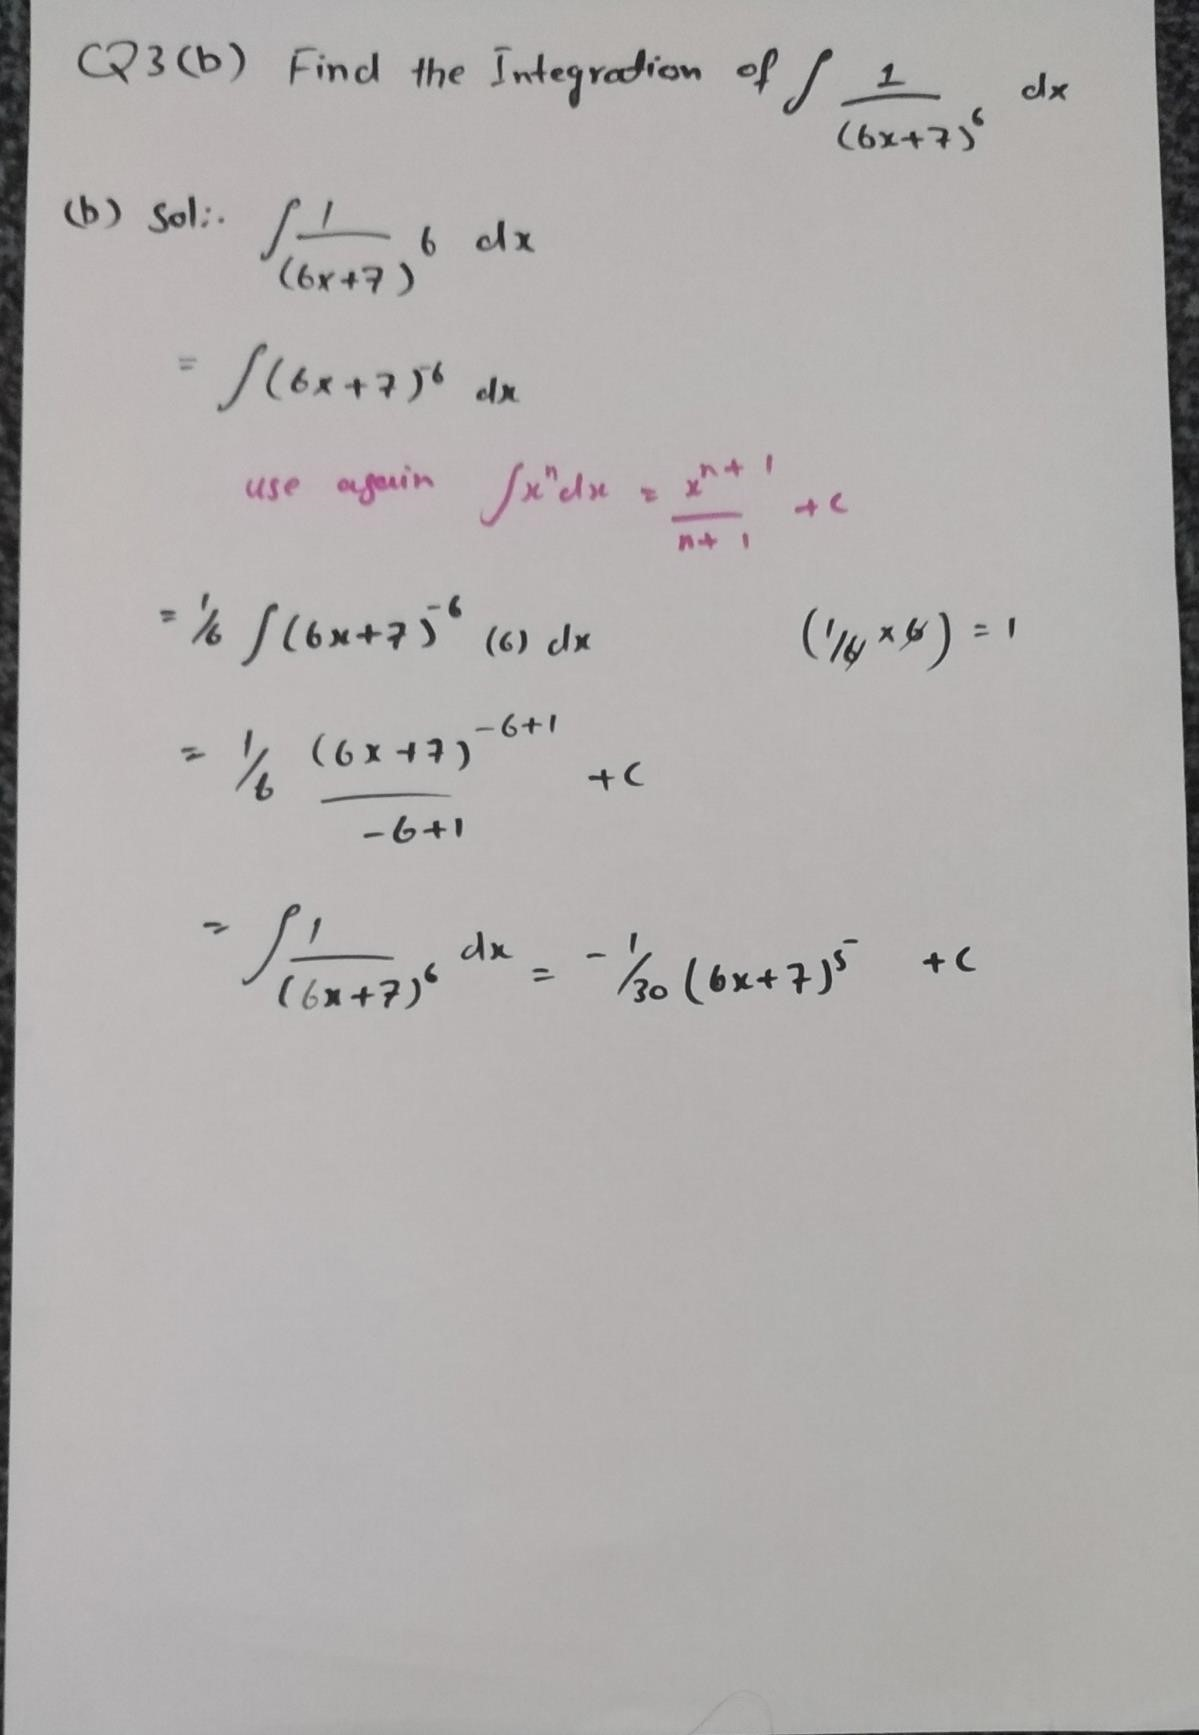 Q3(b) Find the Integration of ∫ 1/(6x+7)^6 dx
(b) Sol:. ∫ 1/(6x+7) 6 dx
= ∫(6x+7)^-6 dx
use again ∫x^n dx = x^(n+1)/(n+1) + c
= 1/6 ∫(6x+7)^-6 (6) dx (1/6 × 6) = 1
= 1/6 (6x+7)^(-6+1)/(-6+1) + c
= ∫ 1/(6x+7)^6 dx = - 1/30 (6x+7)^5 + c